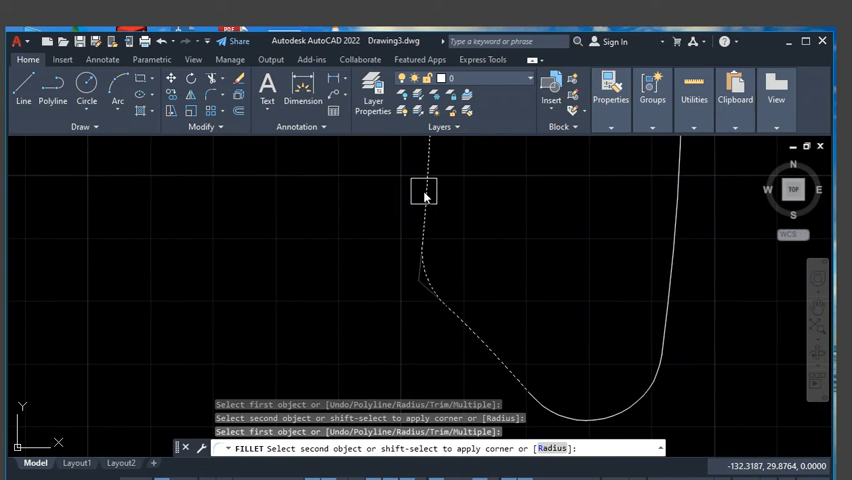 PDF
A Share Autodesk AutoCAD 2022 Drawing3.dwg Type a keyword or phrase Sign In
Home Insert Annotate Parametric View Manage Output Add-ins Collaborate Featured Apps Express Tools
0
Line Polyline Circle Arc Text Dimension Layer Properties Insert Properties Groups Utilities Clipboard View
Draw Modify Annotation Layers Block
N
W TOP E
S
WCS
Select first object or [Undo/Polyline/Radius/Trim/Multiple]:
Select second object or shift-select to apply corner or [Radius]:
Select first object or [Undo/Polyline/Radius/Trim/Multiple]:
FILLET Select second object or shift-select to apply corner or [Radius]:
Y
X
Model Layout1 Layout2 +
-132.3187, 29.8764, 0.0000